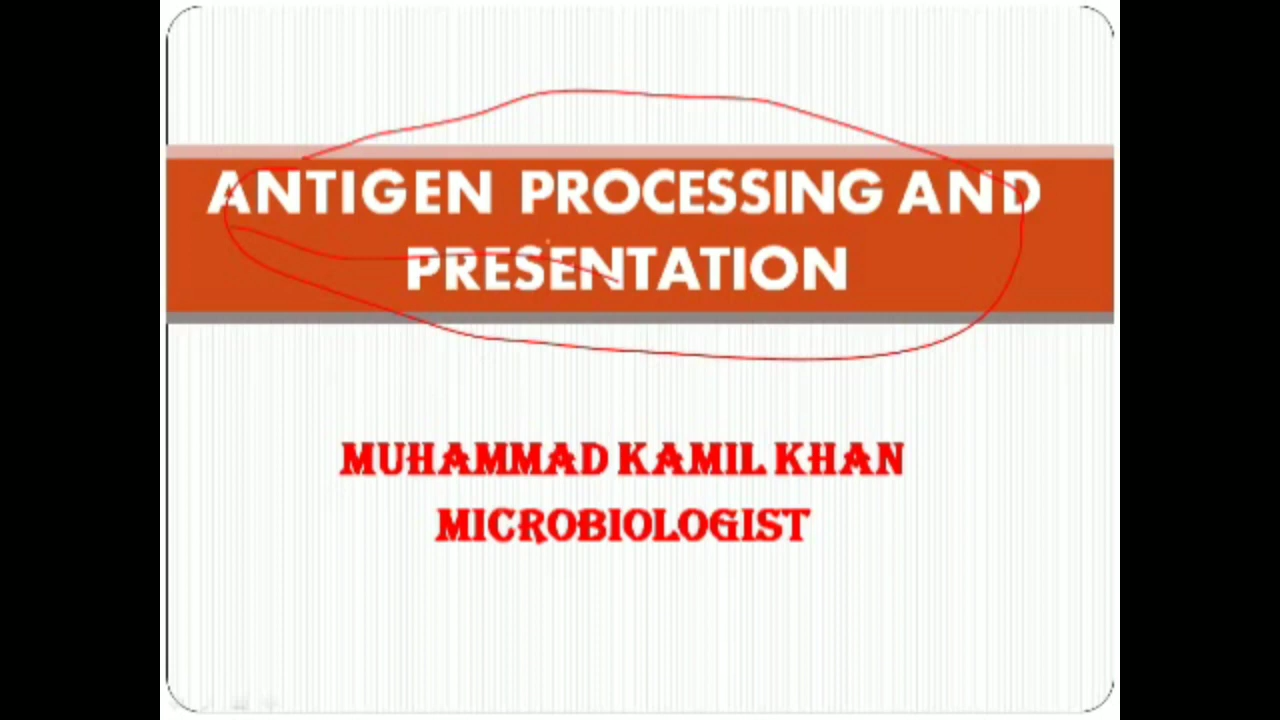 ANTIGEN PROCESSING AND
PRESENTATION
MUHAMMAD KAMIL KHAN
MICROBIOLOGIST